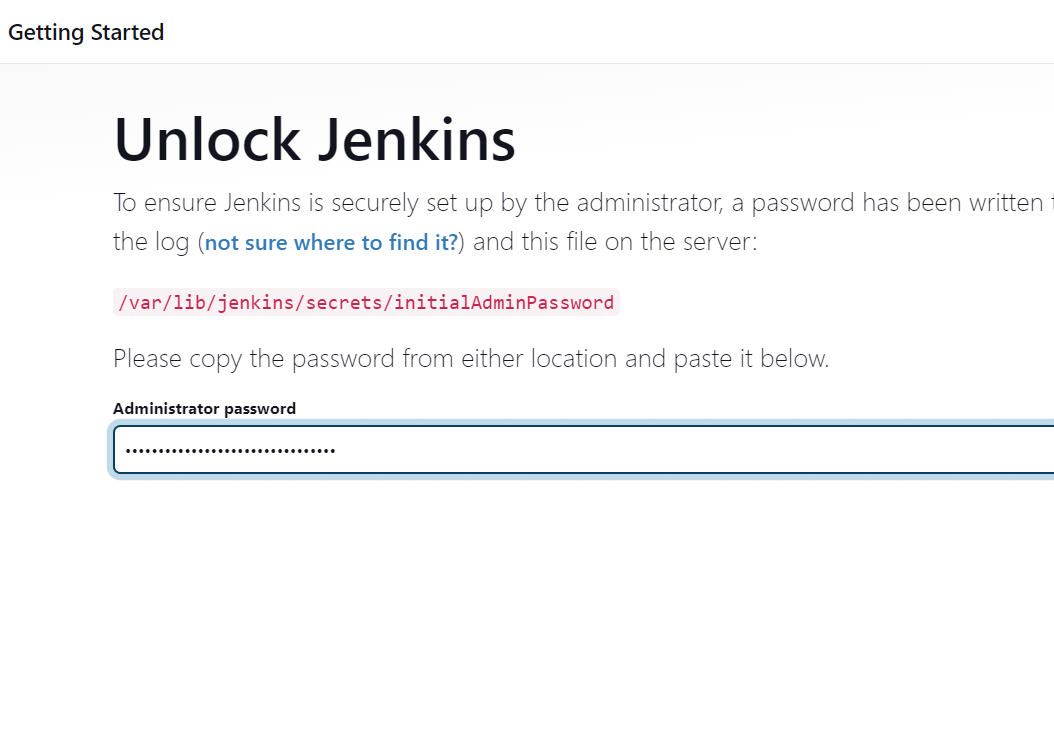 Getting Started
Unlock Jenkins
To ensure Jenkins is securely set up by the administrator, a password has been written
the log (not sure where to find it?) and this file on the server:
/var/lib/jenkins/secrets/initialAdminPassword
Please copy the password from either location and paste it below.
Administrator password
••••••••••••••••••••••••••••••••